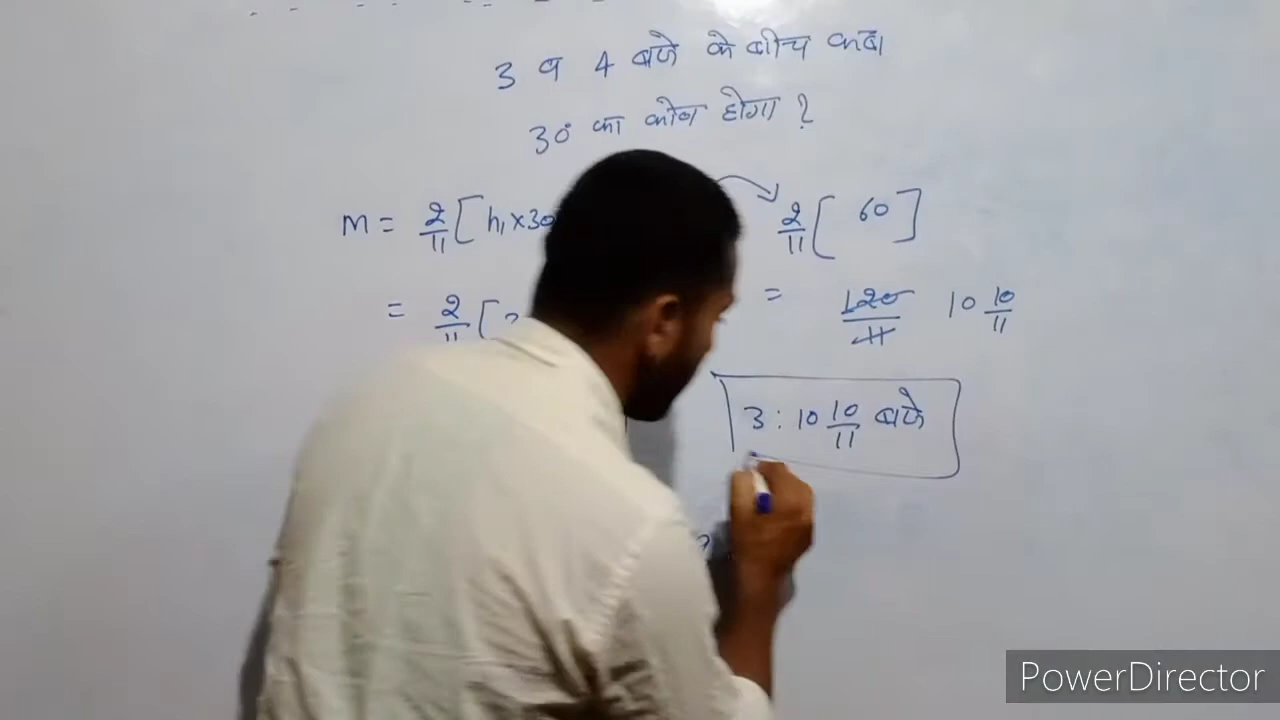 3 व 4 बजे के बीच कब
30° का कोण होगा ?
M = 2/11 [ h₁ × 30
2/11 [ 60 ]
= 2/11 [
= 120/11 10 10/11
3 : 10 10/11 बजे
PowerDirector